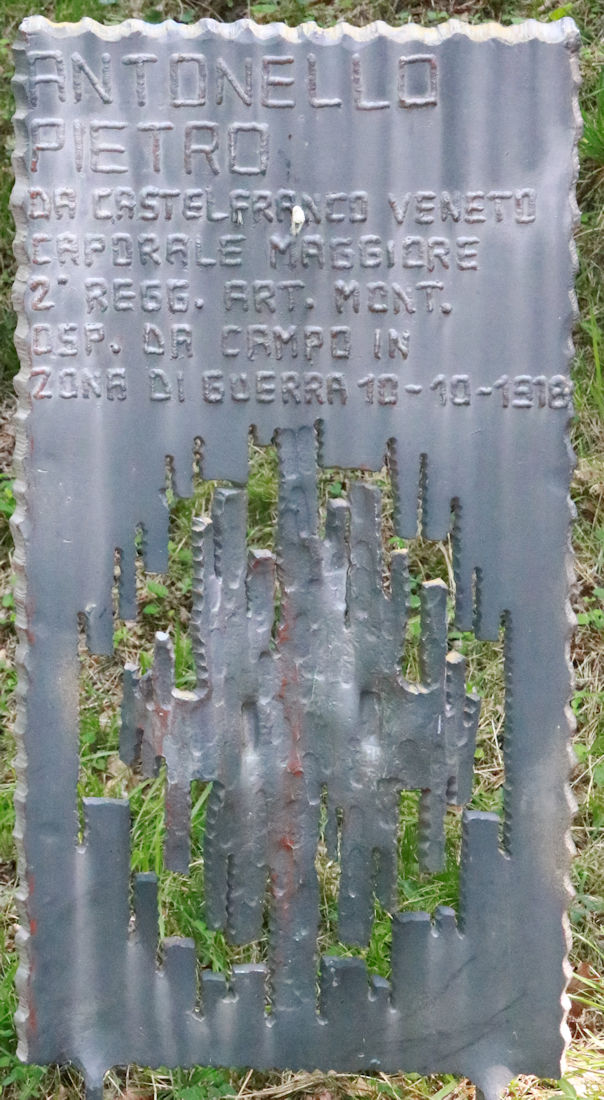 ANTONELLO
PIETRO
DA CASTELFRANCO VENETO
CAPORALE MAGGIORE
2° REGG. ART. MONT.
OSP. DA CAMPO IN
ZONA DI GUERRA 10-10-1918